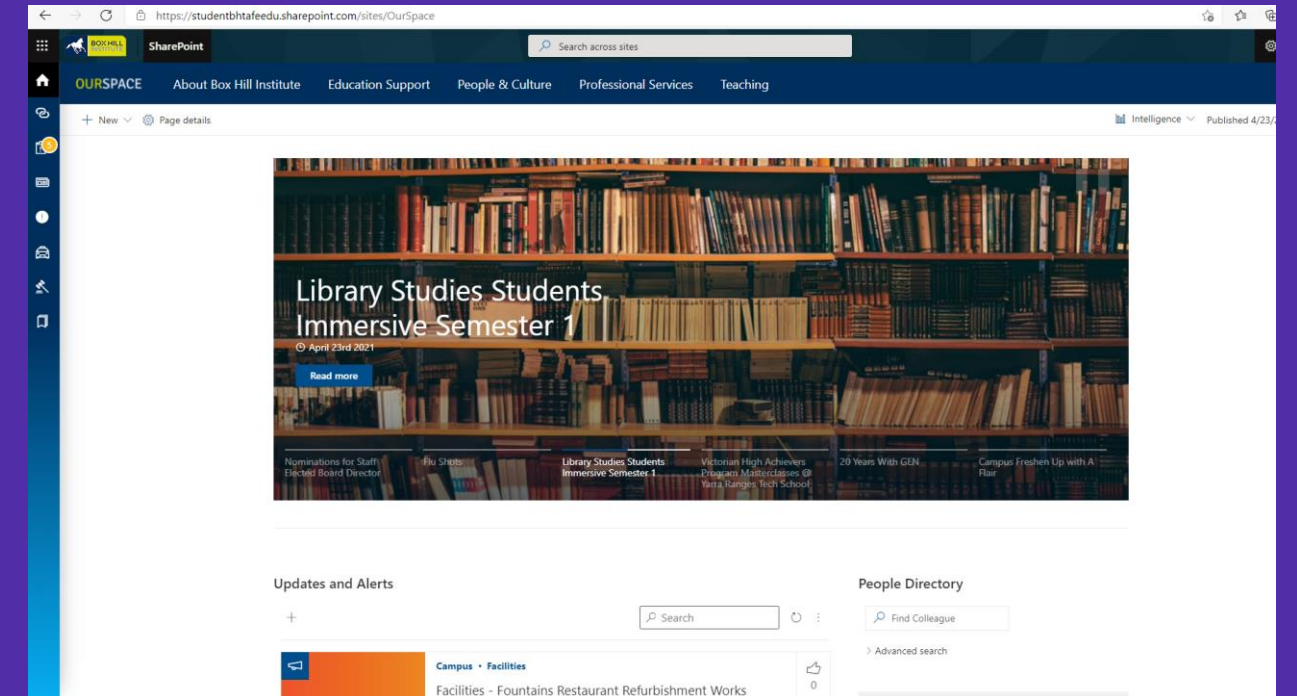 https://studentbhtafeedu.sharepoint.com/sites/OurSpace
BOX HILL
INSTITUTE
SharePoint
Search across sites
OURSPACE About Box Hill Institute Education Support People & Culture Professional Services Teaching
New Page details
Intelligence Published 4/23/
5
Library Studies Students
Immersive Semester 1
April 23rd 2021
Read more
Nominations for Staff
Elected Board Director
Flu Shots
Library Studies Students
Immersive Semester 1
Victorian High Achievers
Program Masterclasses @
Yarra Ranges Tech School
20 Years With GEN
Campus Freshen Up with A
Flair
Updates and Alerts
Search
People Directory
Find Colleague
Advanced search
Campus • Facilities
0
Facilities - Fountains Restaurant Refurbishment Works